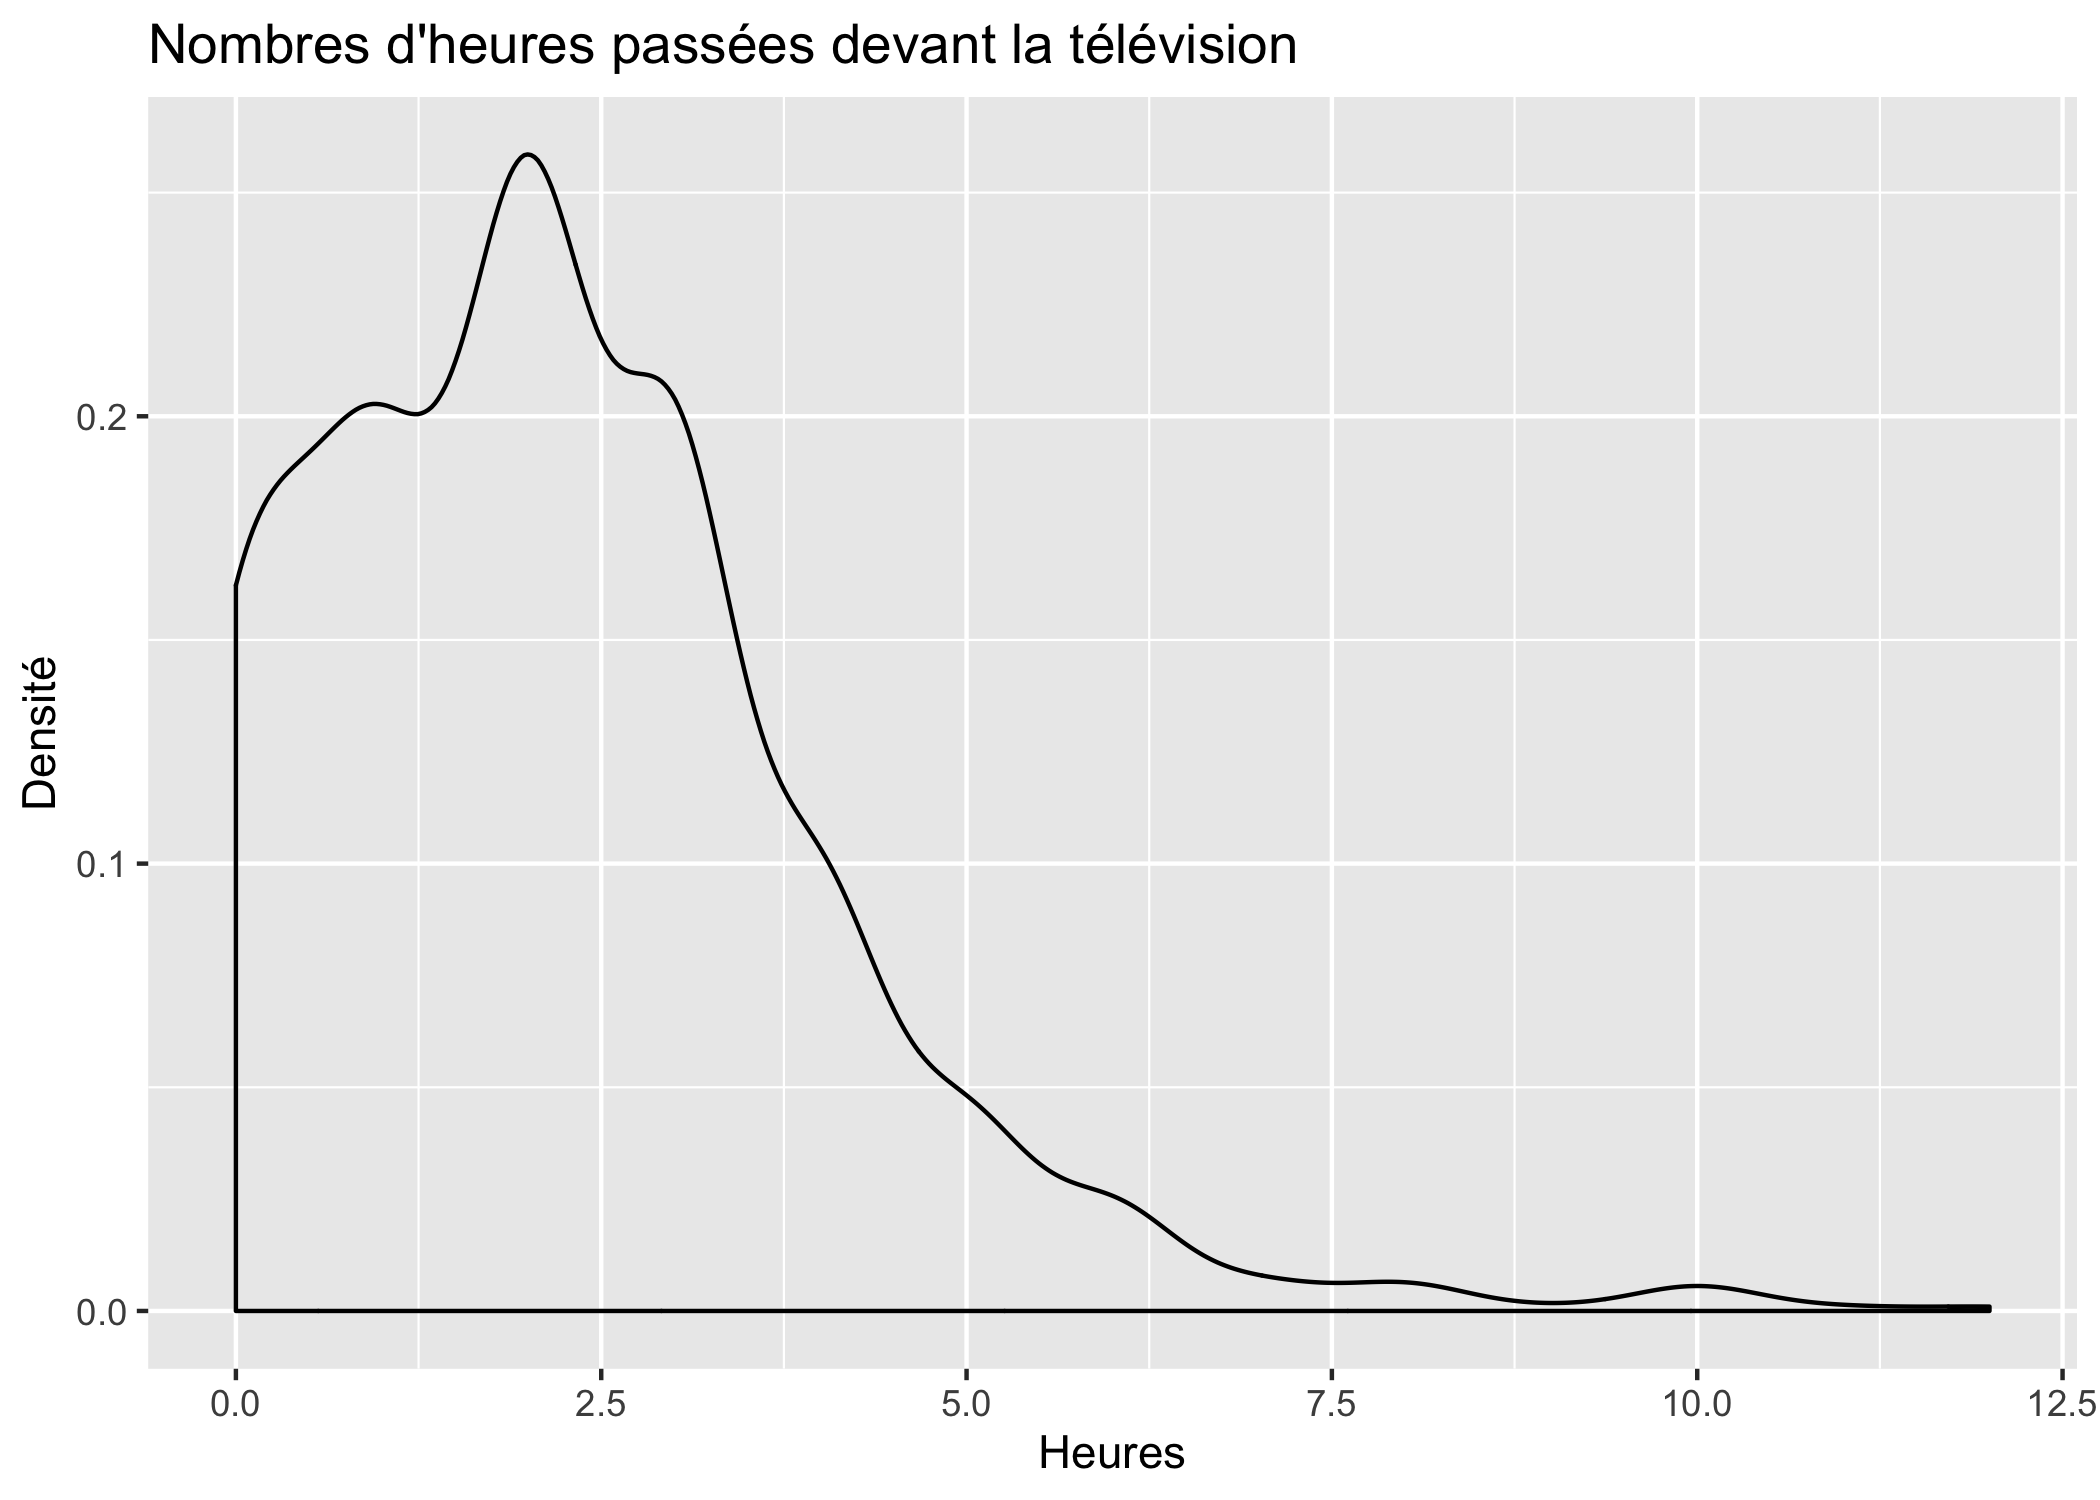 Nombres d'heures passées devant la télévision
Densité
0.2
0.1
0.0
0.0 2.5 5.0 7.5 10.0 12.5
Heures